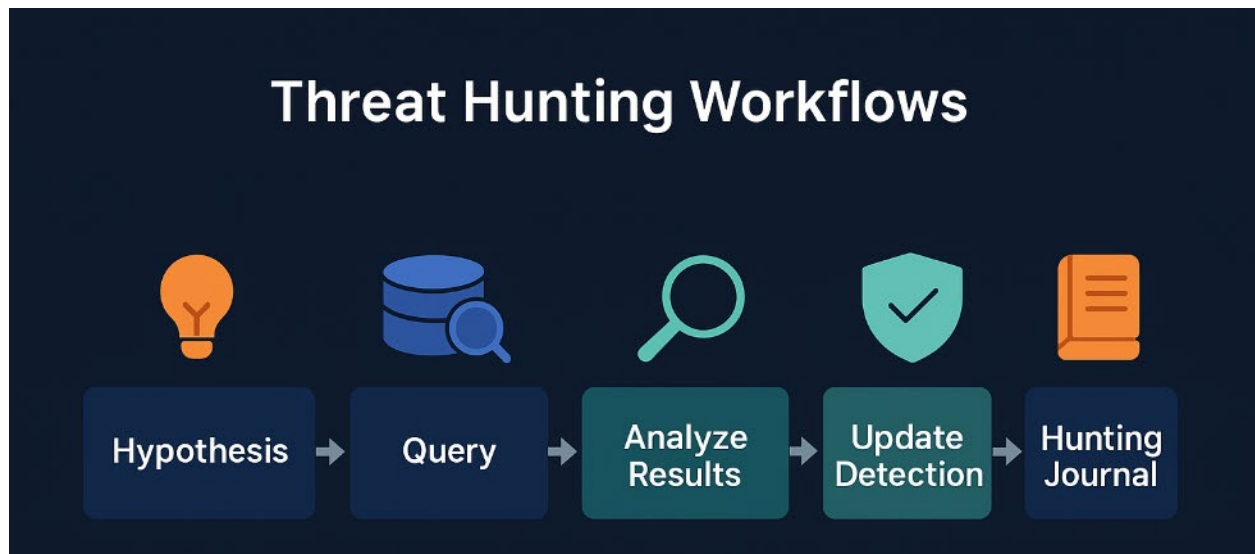 Threat Hunting Workflows
Hypothesis
Query
Analyze
Results
Update
Detection
Hunting
Journal